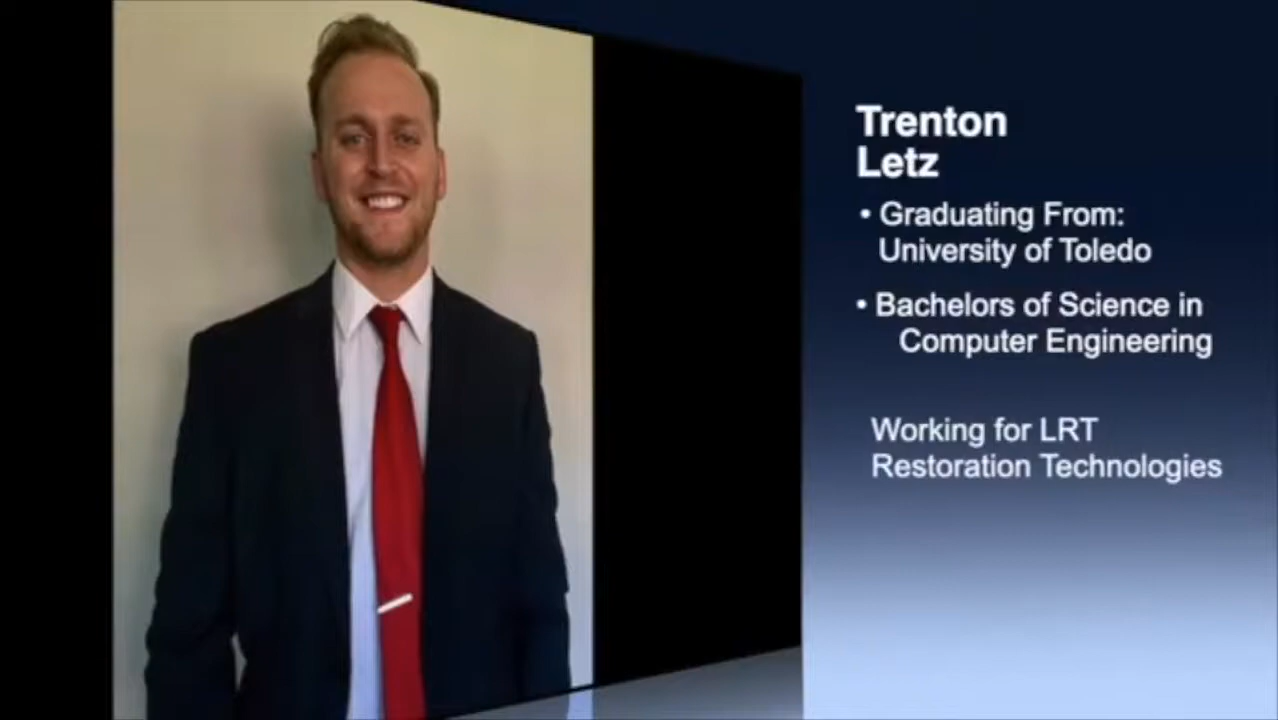 Trenton
Letz
• Graduating From:
University of Toledo
• Bachelors of Science in
Computer Engineering
Working for LRT
Restoration Technologies